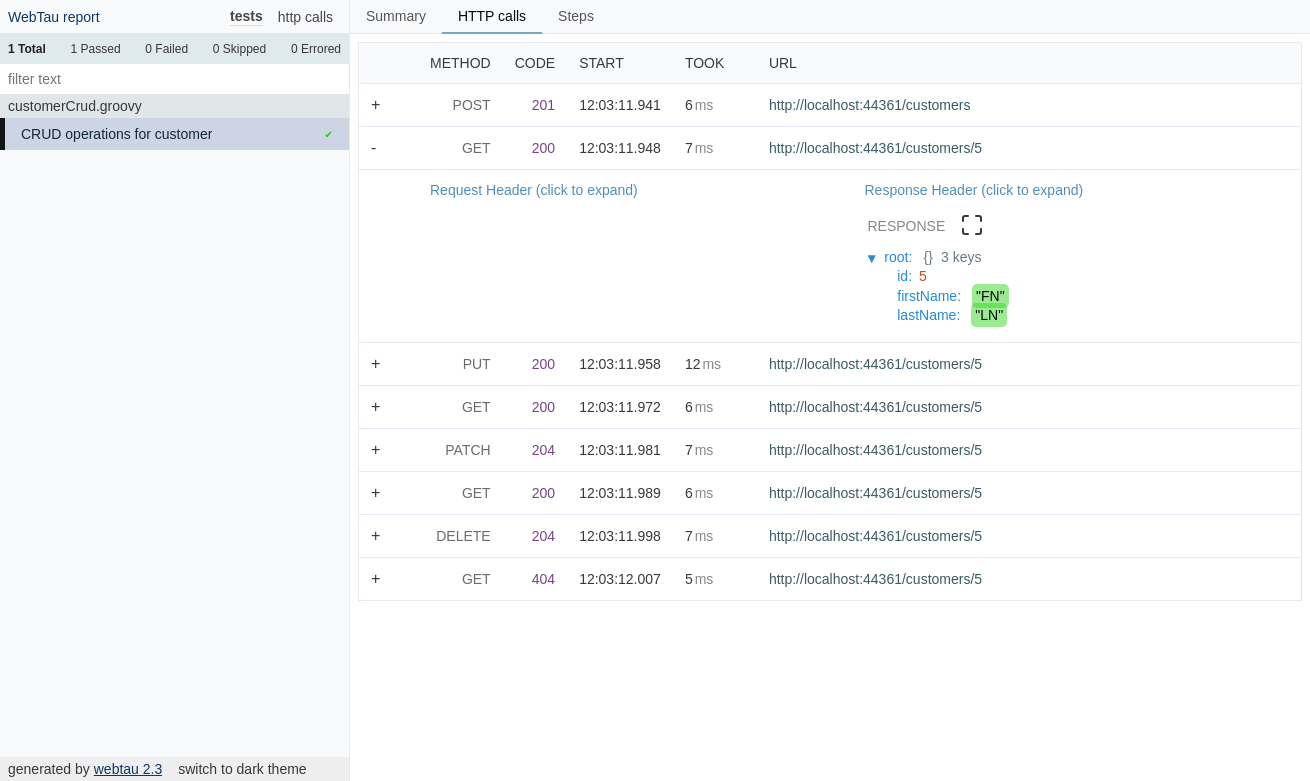 WebTau report tests http calls
1 Total 1 Passed 0 Failed 0 Skipped 0 Errored
filter text
customerCrud.groovy
CRUD operations for customer ✔
generated by webtau 2.3 switch to dark theme
Summary HTTP calls Steps
METHOD CODE START TOOK URL
+ POST 201 12:03:11.941 6 ms http://localhost:44361/customers
- GET 200 12:03:11.948 7 ms http://localhost:44361/customers/5
Request Header (click to expand) Response Header (click to expand)
RESPONSE
▼ root: {} 3 keys
id: 5
firstName: "FN"
lastName: "LN"
+ PUT 200 12:03:11.958 12 ms http://localhost:44361/customers/5
+ GET 200 12:03:11.972 6 ms http://localhost:44361/customers/5
+ PATCH 204 12:03:11.981 7 ms http://localhost:44361/customers/5
+ GET 200 12:03:11.989 6 ms http://localhost:44361/customers/5
+ DELETE 204 12:03:11.998 7 ms http://localhost:44361/customers/5
+ GET 404 12:03:12.007 5 ms http://localhost:44361/customers/5